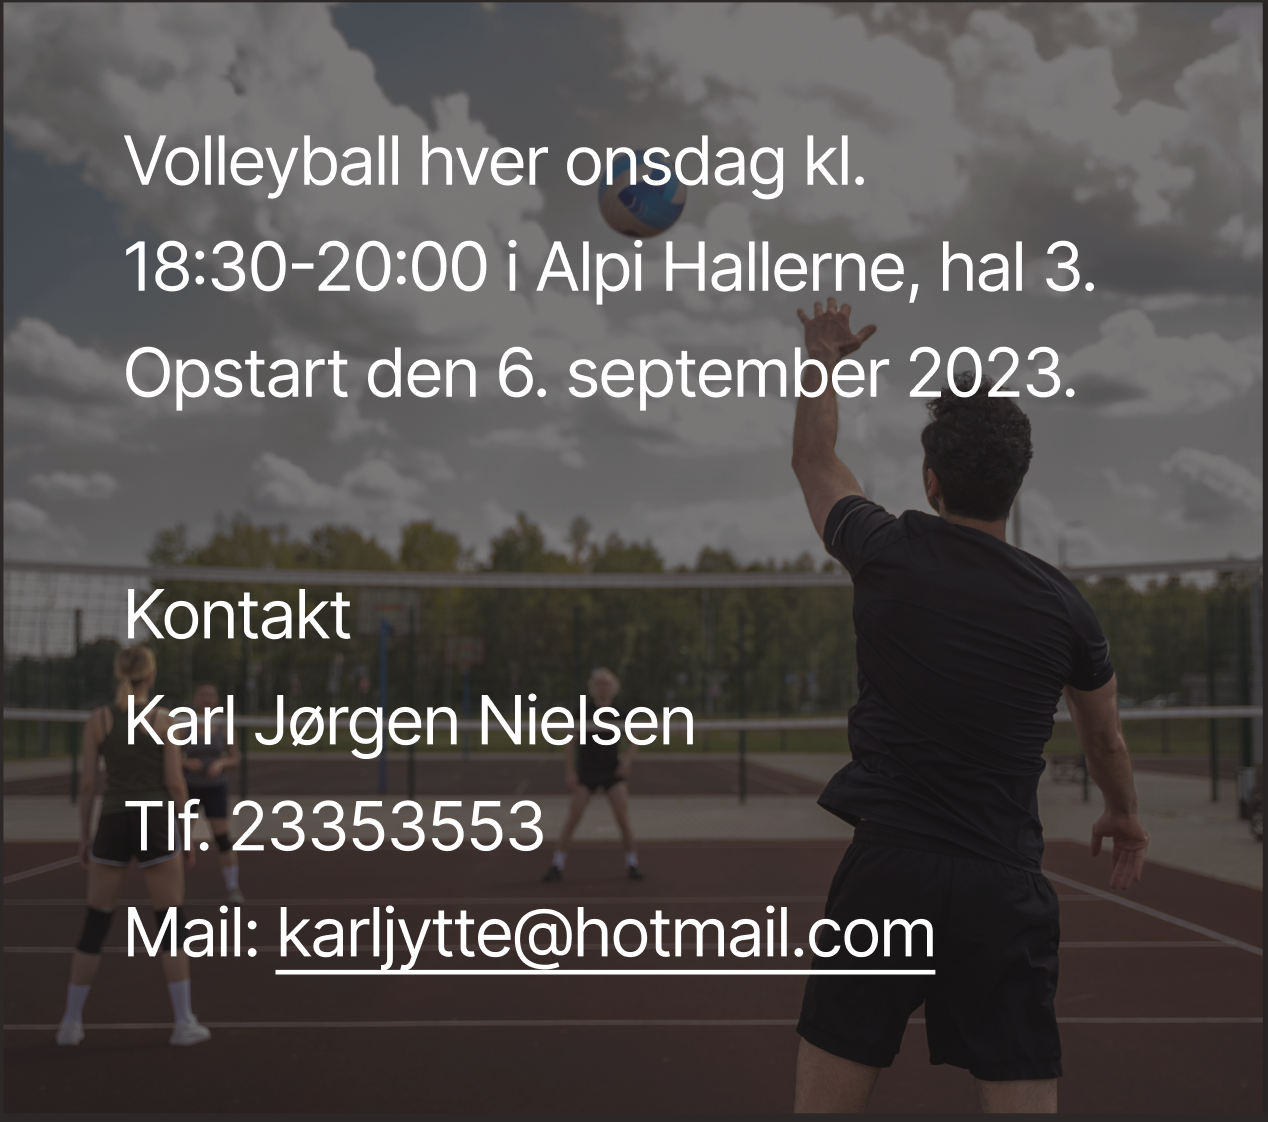 Volleyball hver onsdag kl.
18:30-20:00 i Alpi Hallerne, hal 3.
Opstart den 6. september 2023.
Kontakt
Karl Jørgen Nielsen
Tlf. 23353553
Mail: karljytte@hotmail.com